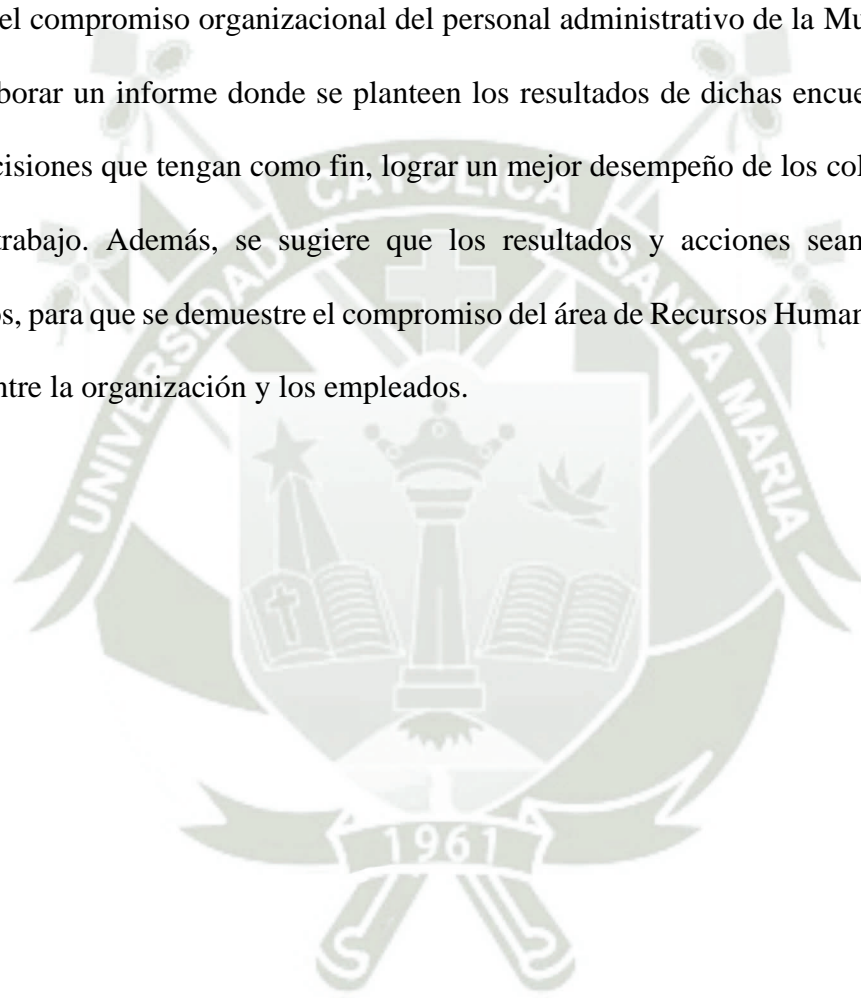 el compromiso organizacional del personal administrativo de la Mu
borar un informe donde se planteen los resultados de dichas encue
cisiones que tengan como fin, lograr un mejor desempeño de los col
trabajo. Además, se sugiere que los resultados y acciones sean
os, para que se demuestre el compromiso del área de Recursos Human
ntre la organización y los empleados.
UNIVERSIDAD CATOLICA SANTA MARIA
1961